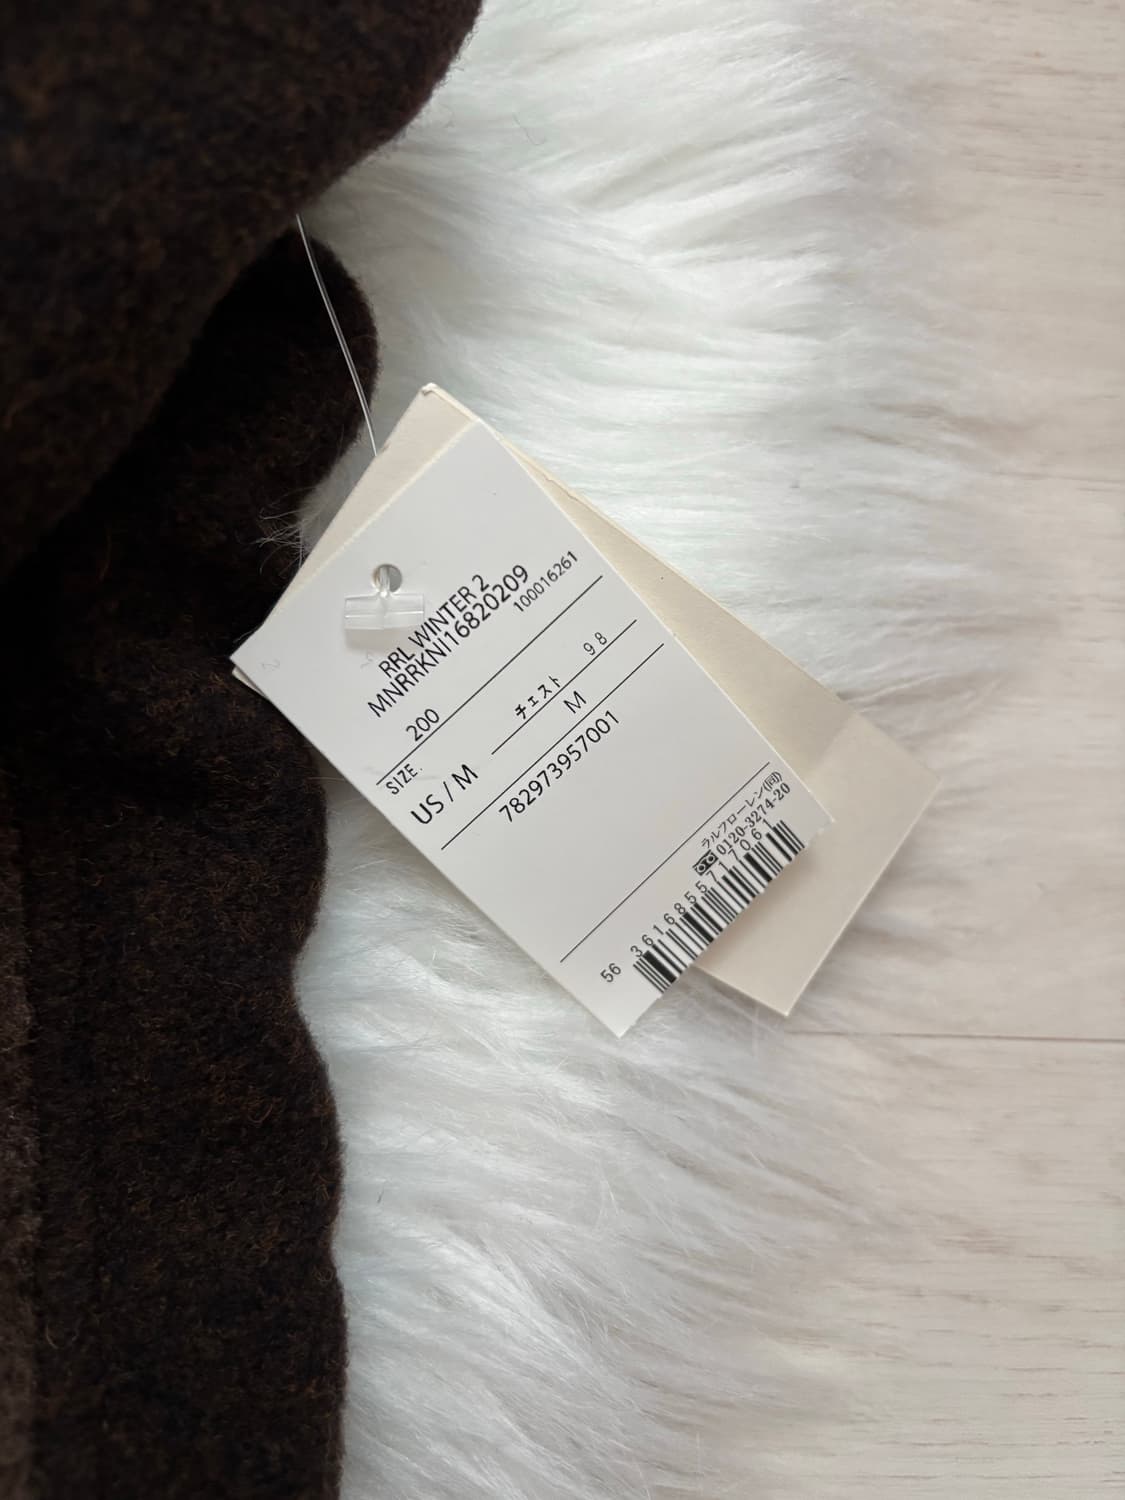 RRL WINTER 2
MNRRKNI16820209
200 100016261
SIZE. チェスト 98
US / M M
782973957001
ラルフローレン(同)
0120-3274-20
56 3616855717061